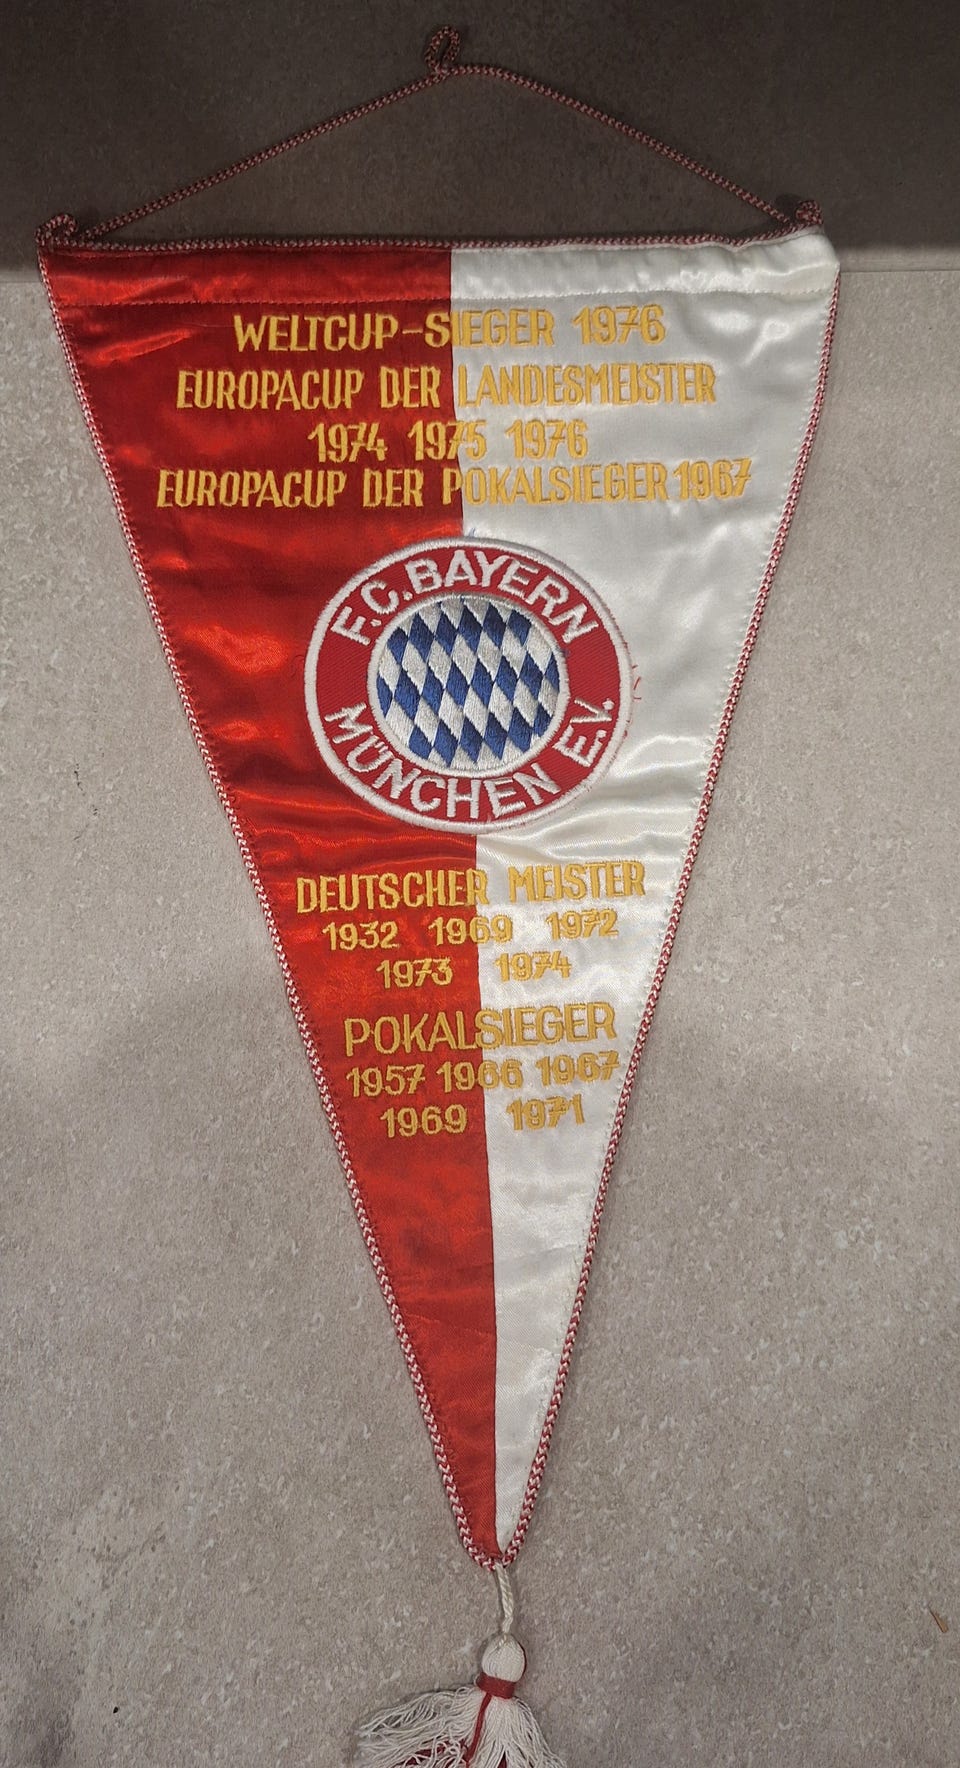 WELTCUP-SIEGER 1976
EUROPACUP DER LANDESMEISTER
1974 1975 1976
EUROPACUP DER POKALSIEGER 1967
F.C. BAYERN
MÜNCHEN E.V.
DEUTSCHER MEISTER
1932 1969 1972
1973 1974
POKALSIEGER
1957 1966 1967
1969 1971